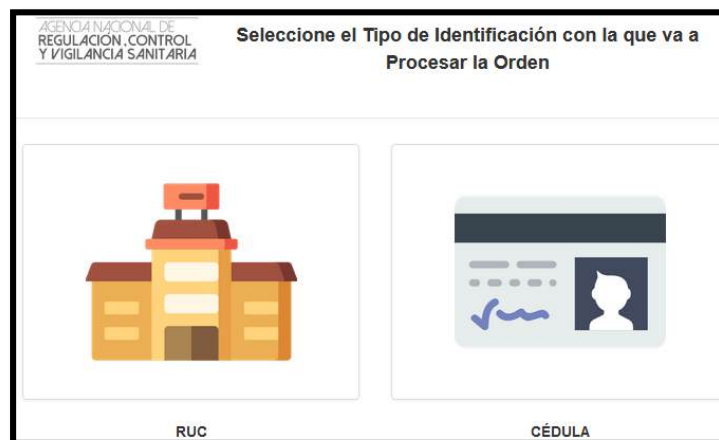 AGENCIA NACIONAL DE
REGULACIÓN, CONTROL
Y VIGILANCIA SANITARIA
Seleccione el Tipo de Identificación con la que va a
Procesar la Orden
RUC
CÉDULA